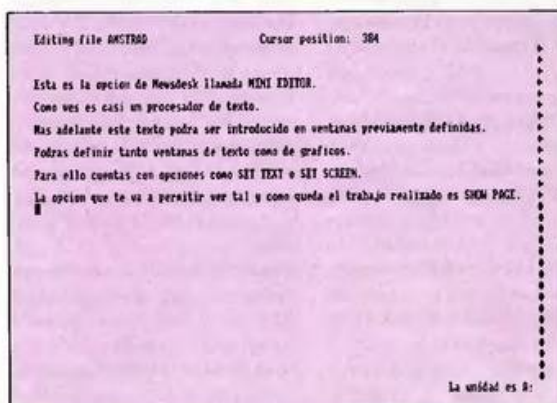 Editing file AMSTRAD Cursor position: 384
Esta es la opcion de Newsdesk llamada MINI EDITOR.
Como ves es casi un procesador de texto.
Mas adelante este texto podra ser introducido en ventanas previamente definidas.
Podras definir tanto ventanas de texto como de graficos.
Para ello cuentas con opciones como SET TEXT o SET SCREEN.
La opcion que te va a permitir ver tal y como queda el trabajo realizado es SHOW PAGE.
La unidad es A: